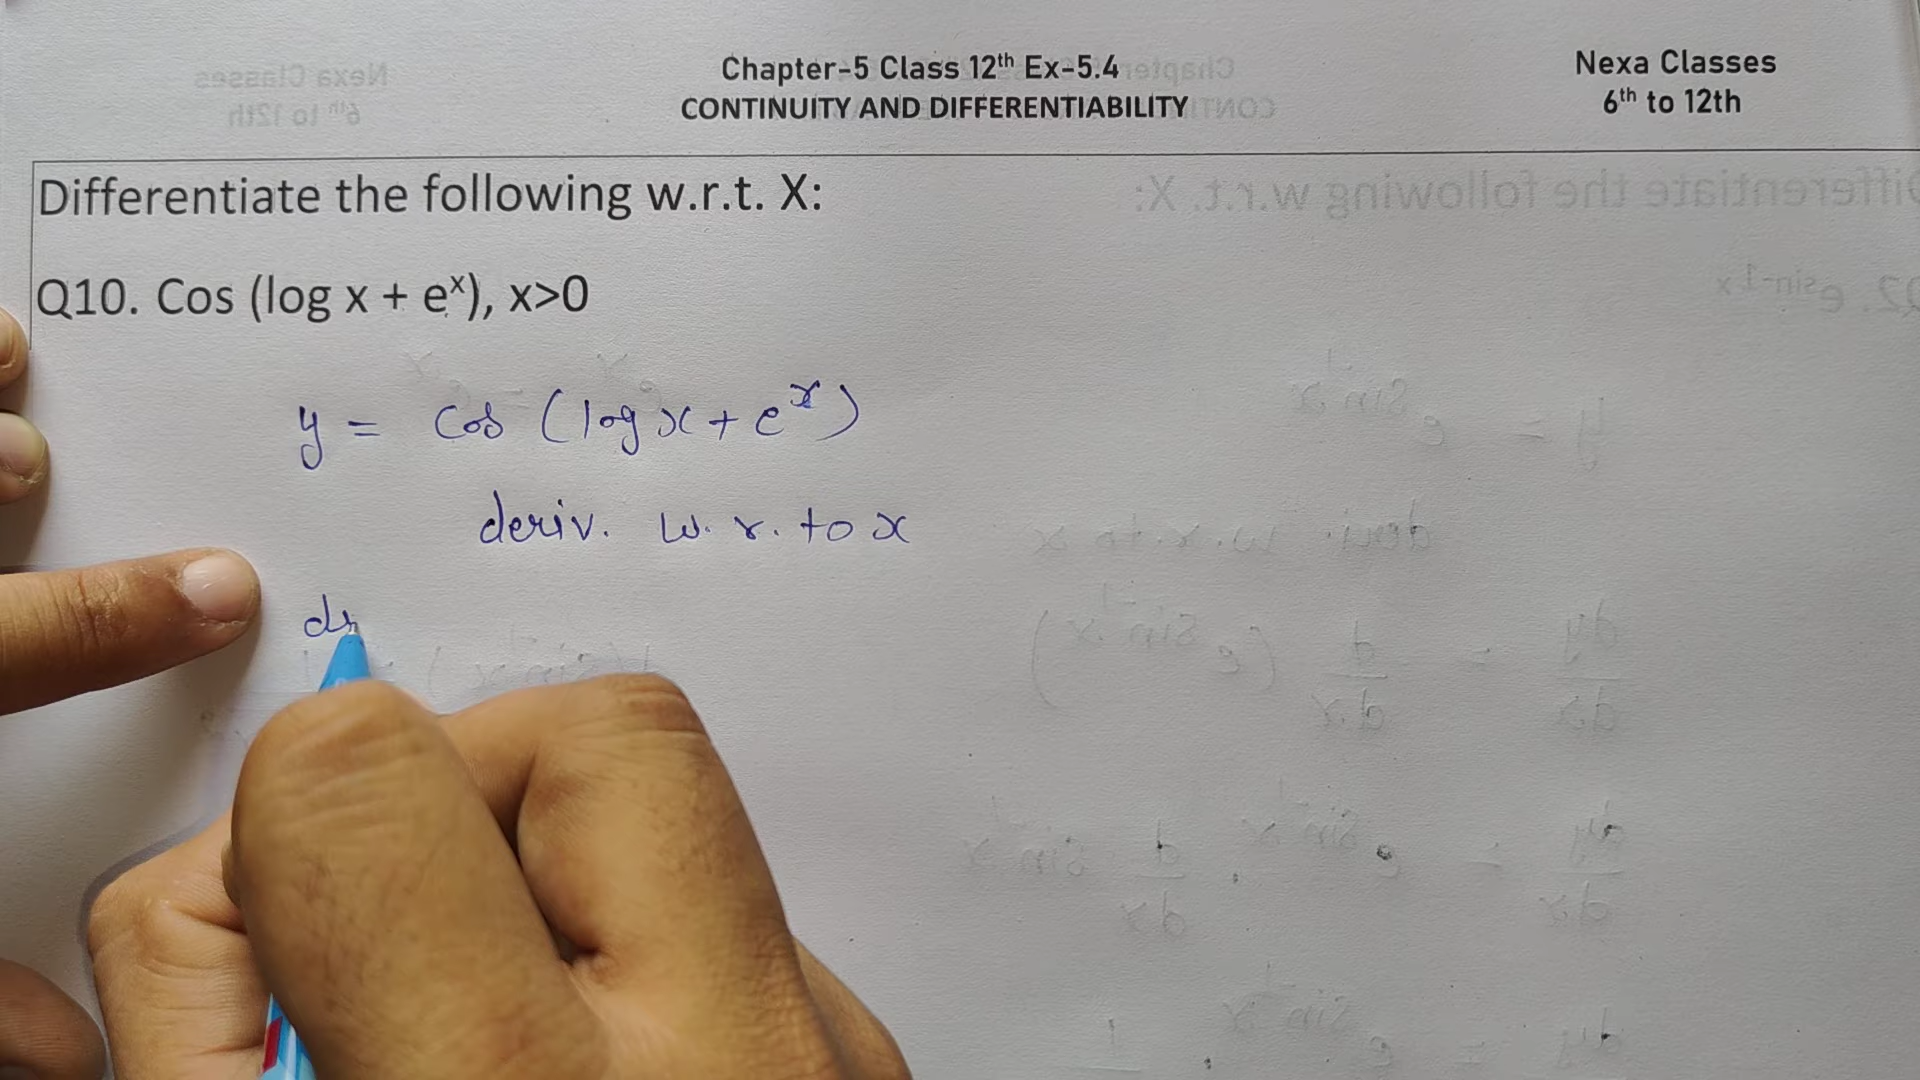 Chapter-5 Class 12th Ex-5.4
CONTINUITY AND DIFFERENTIABILITY
Nexa Classes
6th to 12th
Differentiate the following w.r.t. X:
Q10. Cos (log x + eˣ), x>0
y = cos (log x + eˣ)
deriv. w.r. to x